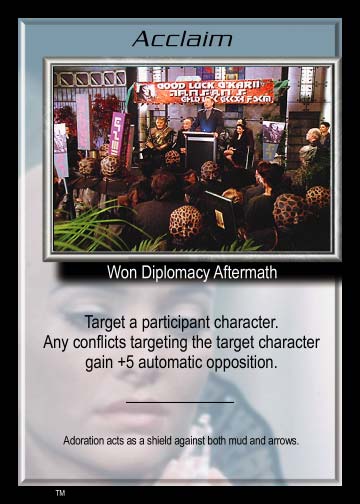 Acclaim
GOOD LUCK G'KAR!!
Won Diplomacy Aftermath
Target a participant character.
Any conflicts targeting the target character
gain +5 automatic opposition.
Adoration acts as a shield against both mud and arrows.
TM